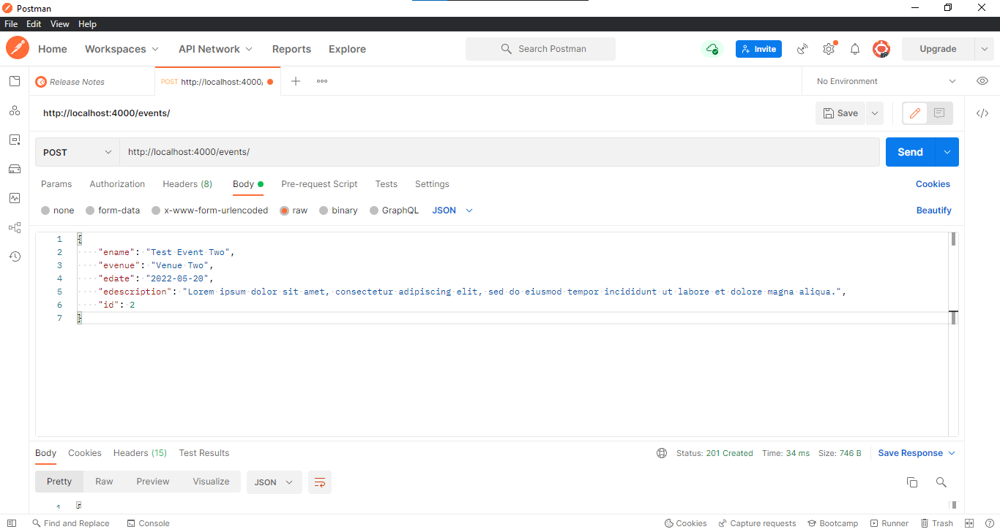 Postman
File Edit View Help
Home Workspaces API Network Reports Explore Search Postman Invite Upgrade
Release Notes POST http://localhost:4000/ No Environment
http://localhost:4000/events/ Save
POST http://localhost:4000/events/ Send
Params Authorization Headers (8) Body Pre-request Script Tests Settings Cookies
none form-data x-www-form-urlencoded raw binary GraphQL JSON Beautify
1 {
2 "ename": "Test Event Two",
3 "evenue": "Venue Two",
4 "edate": "2022-05-20",
5 "edescription": "Lorem ipsum dolor sit amet, consectetur adipiscing elit, sed do eiusmod tempor incididunt ut labore et dolore magna aliqua.",
6 "id": 2
7 }
Body Cookies Headers (15) Test Results Status: 201 Created Time: 34 ms Size: 746 B Save Response
Pretty Raw Preview Visualize JSON
1 {
Find and Replace Console Cookies Capture requests Bootcamp Runner Trash